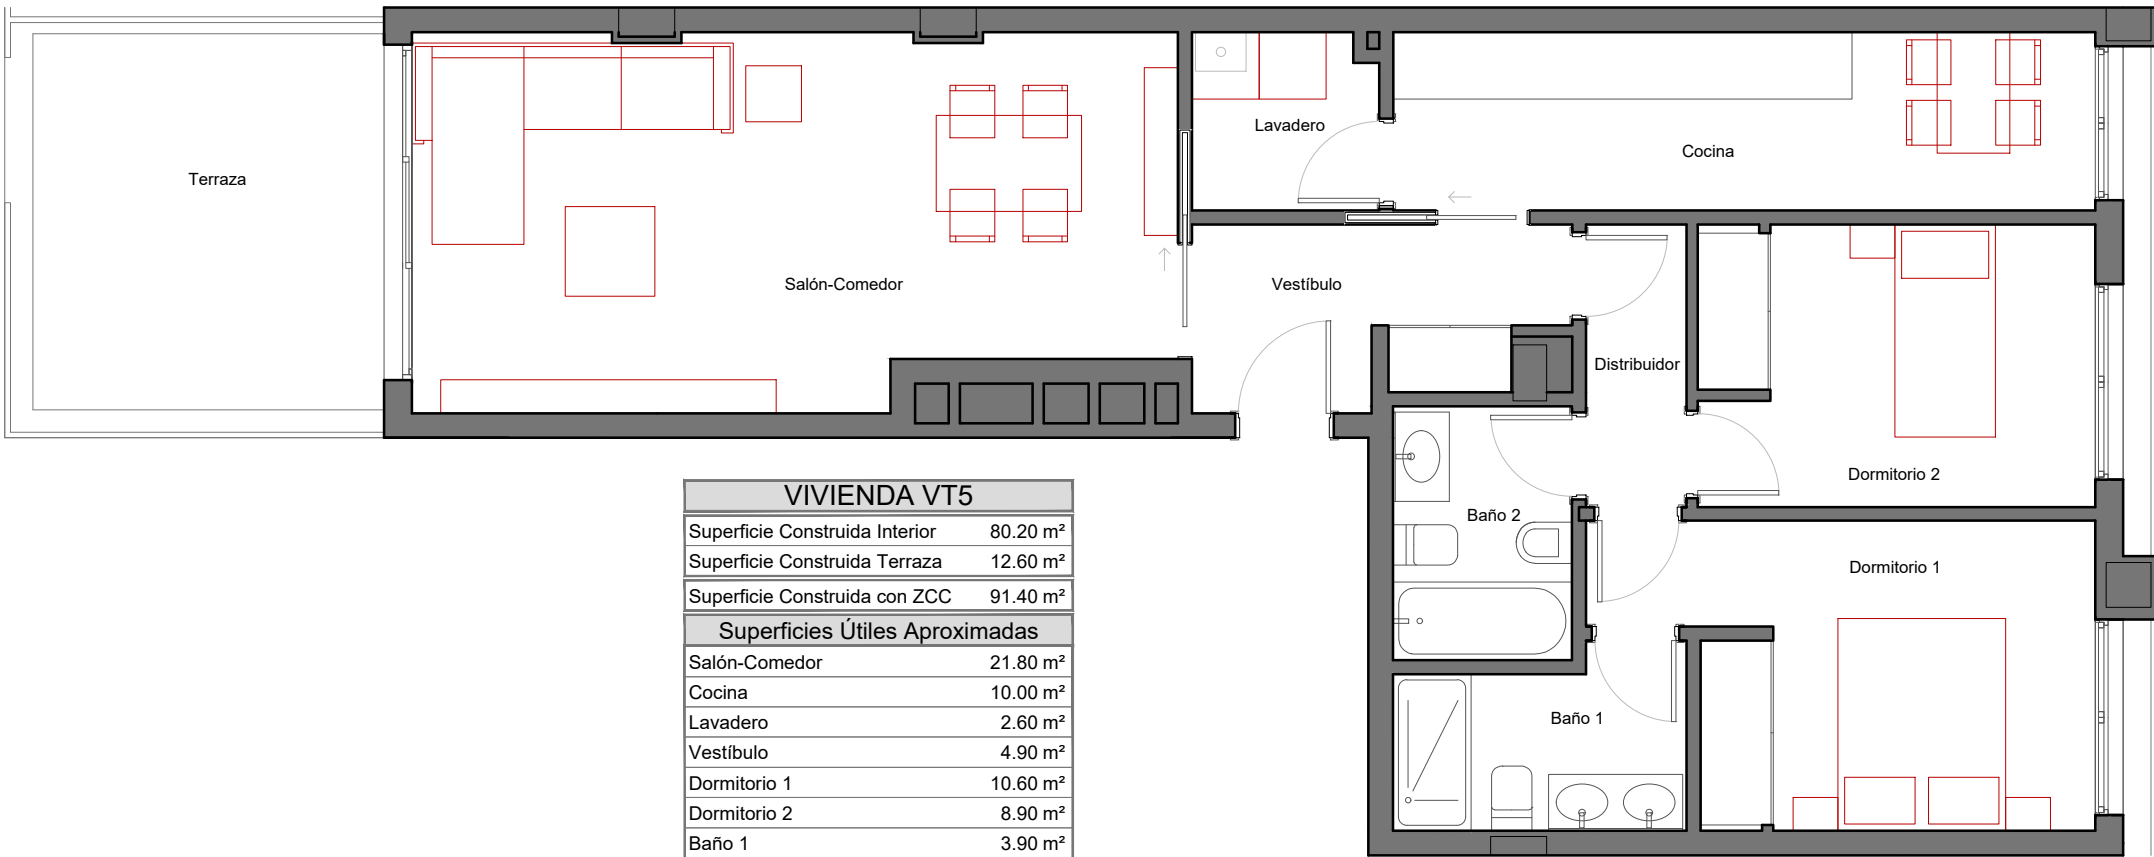 Terraza
Salón-Comedor
Lavadero
Cocina
Vestíbulo
Distribuidor
Dormitorio 2
Baño 2
Dormitorio 1
Baño 1
VIVIENDA VT5
Superficie Construida Interior 80.20 m²
Superficie Construida Terraza 12.60 m²
Superficie Construida con ZCC 91.40 m²
Superficies Útiles Aproximadas
Salón-Comedor 21.80 m²
Cocina 10.00 m²
Lavadero 2.60 m²
Vestíbulo 4.90 m²
Dormitorio 1 10.60 m²
Dormitorio 2 8.90 m²
Baño 1 3.90 m²